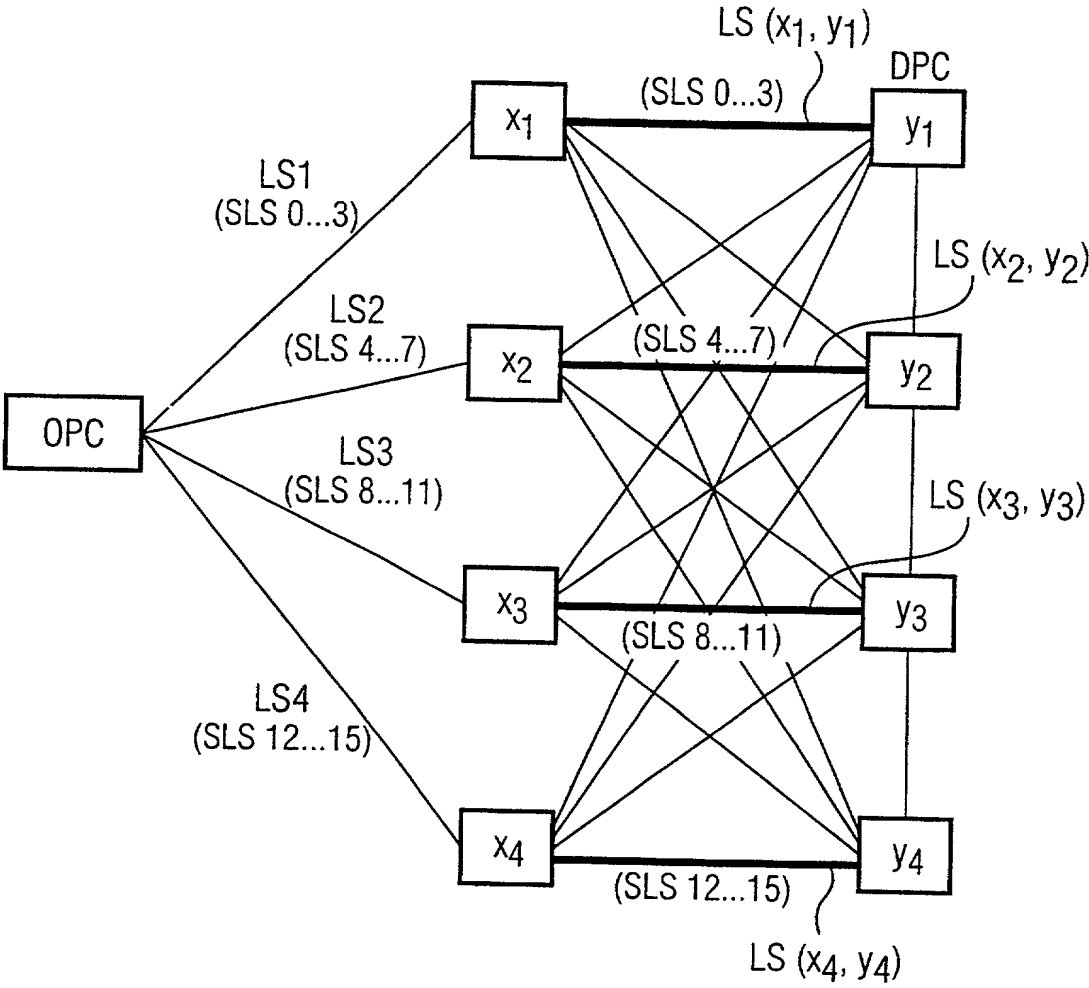 LS (x1, y1)
DPC
(SLS 0...3)
x1
y1
LS1
(SLS 0...3)
LS (x2, y2)
LS2
(SLS 4...7)
(SLS 4...7)
x2
y2
OPC
LS3
(SLS 8...11)
LS (x3, y3)
x3
y3
(SLS 8...11)
LS4
(SLS 12...15)
x4
y4
(SLS 12...15)
LS (x4, y4)